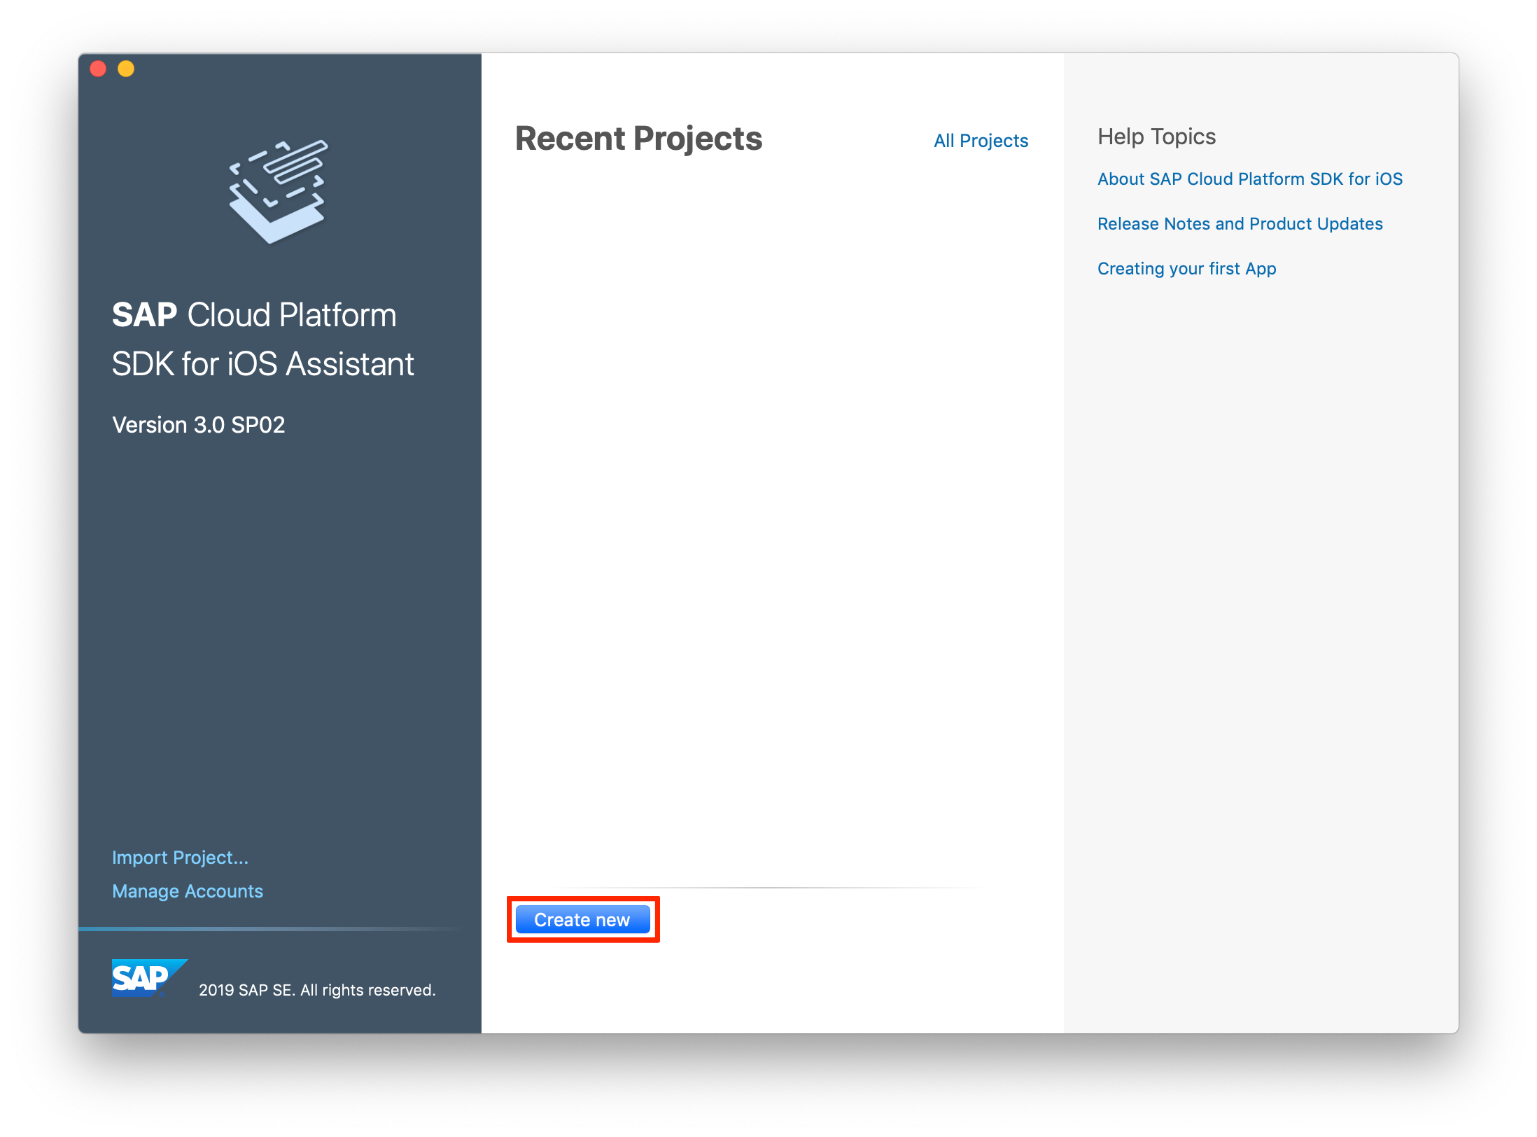 SAP Cloud Platform
SDK for iOS Assistant
Version 3.0 SP02
Import Project...
Manage Accounts
SAP
2019 SAP SE. All rights reserved.
Recent Projects
All Projects
Create new
Help Topics
About SAP Cloud Platform SDK for iOS
Release Notes and Product Updates
Creating your first App